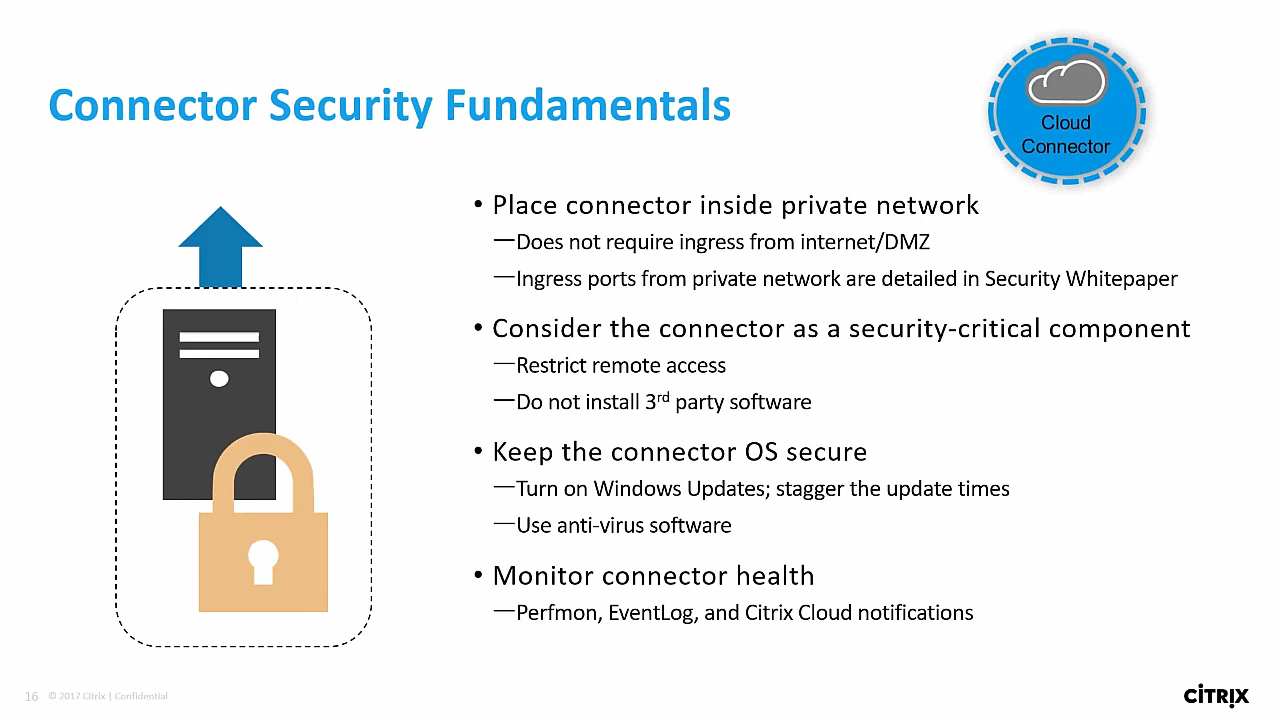 Connector Security Fundamentals
Cloud
Connector
• Place connector inside private network
—Does not require ingress from internet/DMZ
—Ingress ports from private network are detailed in Security Whitepaper
• Consider the connector as a security-critical component
—Restrict remote access
—Do not install 3rd party software
• Keep the connector OS secure
—Turn on Windows Updates; stagger the update times
—Use anti-virus software
• Monitor connector health
—Perfmon, EventLog, and Citrix Cloud notifications
16 © 2017 Citrix | Confidential
CITRIX